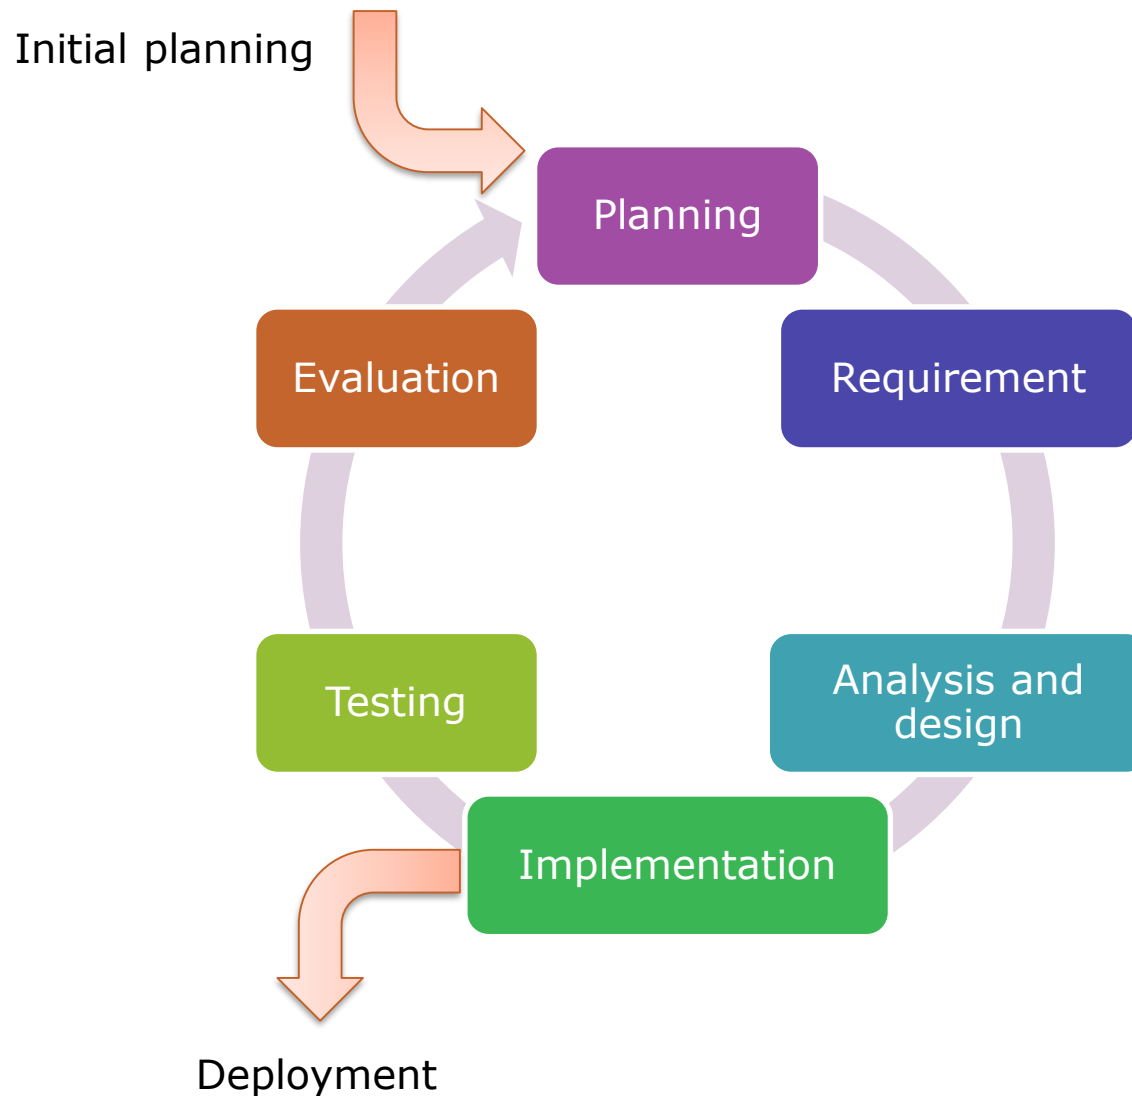 Initial planning
Planning
Requirement
Analysis and
design
Implementation
Testing
Evaluation
Deployment